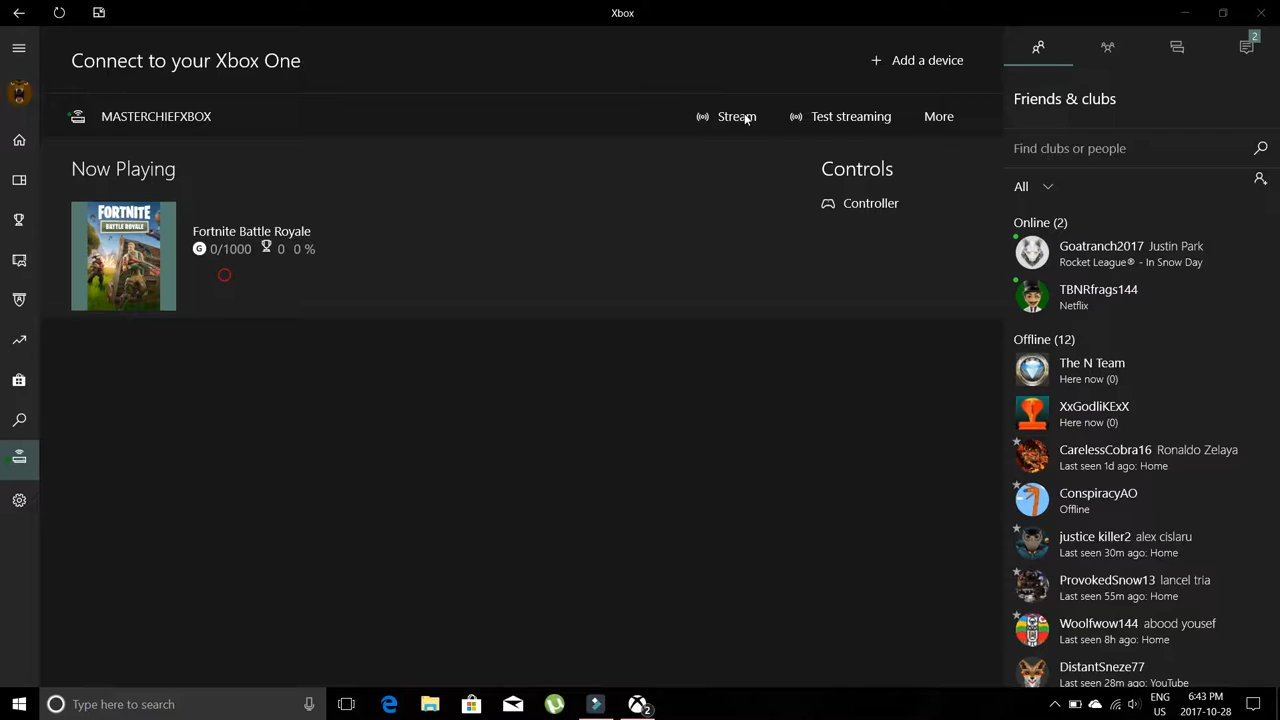 Xbox
Connect to your Xbox One
Add a device
MASTERCHIEFXBOX
Stream
Test streaming
More
Now Playing
FORTNITE
BATTLE ROYALE
Fortnite Battle Royale
G 0/1000 0 0 %
Controls
Controller
2
Friends & clubs
Find clubs or people
All
Online (2)
Goatranch2017 Justin Park
Rocket League® - In Snow Day
TBNRfrags144
Netflix
Offline (12)
The N Team
Here now (0)
XxGodliKExX
Here now (0)
CarelessCobra16 Ronaldo Zelaya
Last seen 1d ago: Home
ConspiracyAO
Offline
justice killer2 alex cislaru
Last seen 30m ago: Home
ProvokedSnow13 lancel tria
Last seen 55m ago: Home
Woolfwow144 abood yousef
Last seen 8h ago: Home
DistantSneze77
Last seen 28m ago: YouTube
Type here to search
2
ENG
US
6:43 PM
2017-10-28